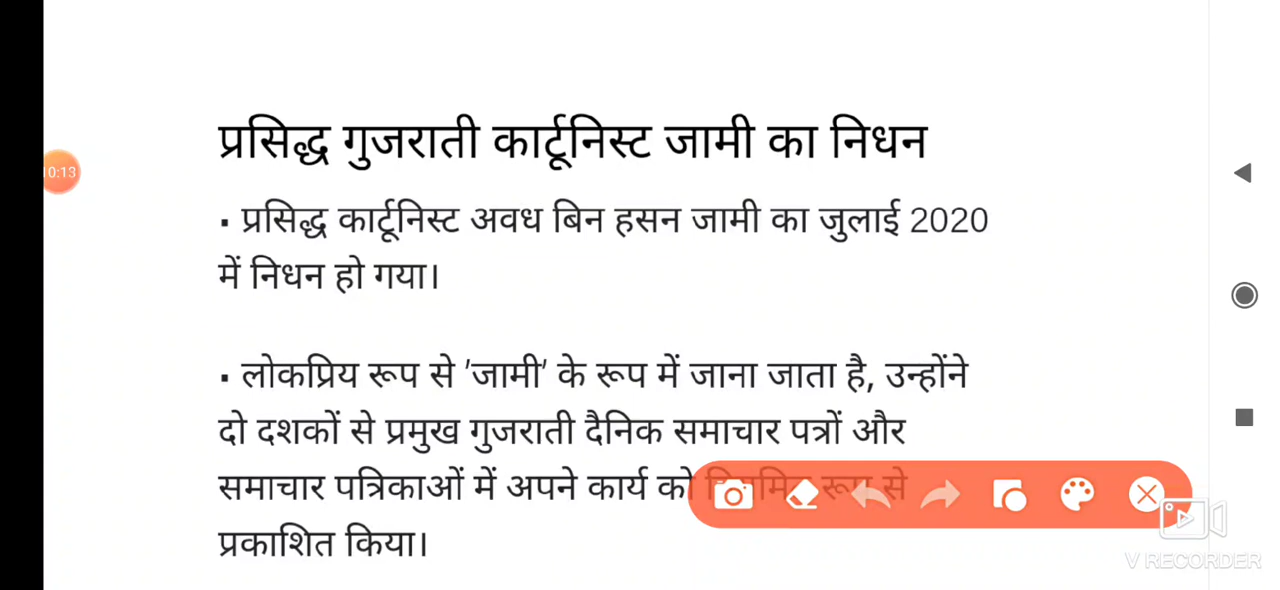 प्रसिद्ध गुजराती कार्टूनिस्ट जामी का निधन
▪ प्रसिद्ध कार्टूनिस्ट अवध बिन हसन जामी का जुलाई 2020
में निधन हो गया।
10:13
▪ लोकप्रिय रूप से 'जामी' के रूप में जाना जाता है, उन्होंने
दो दशकों से प्रमुख गुजराती दैनिक समाचार पत्रों और
समाचार पत्रिकाओं में अपने कार्य को नियमित रूप से
प्रकाशित किया।
V RECORDER